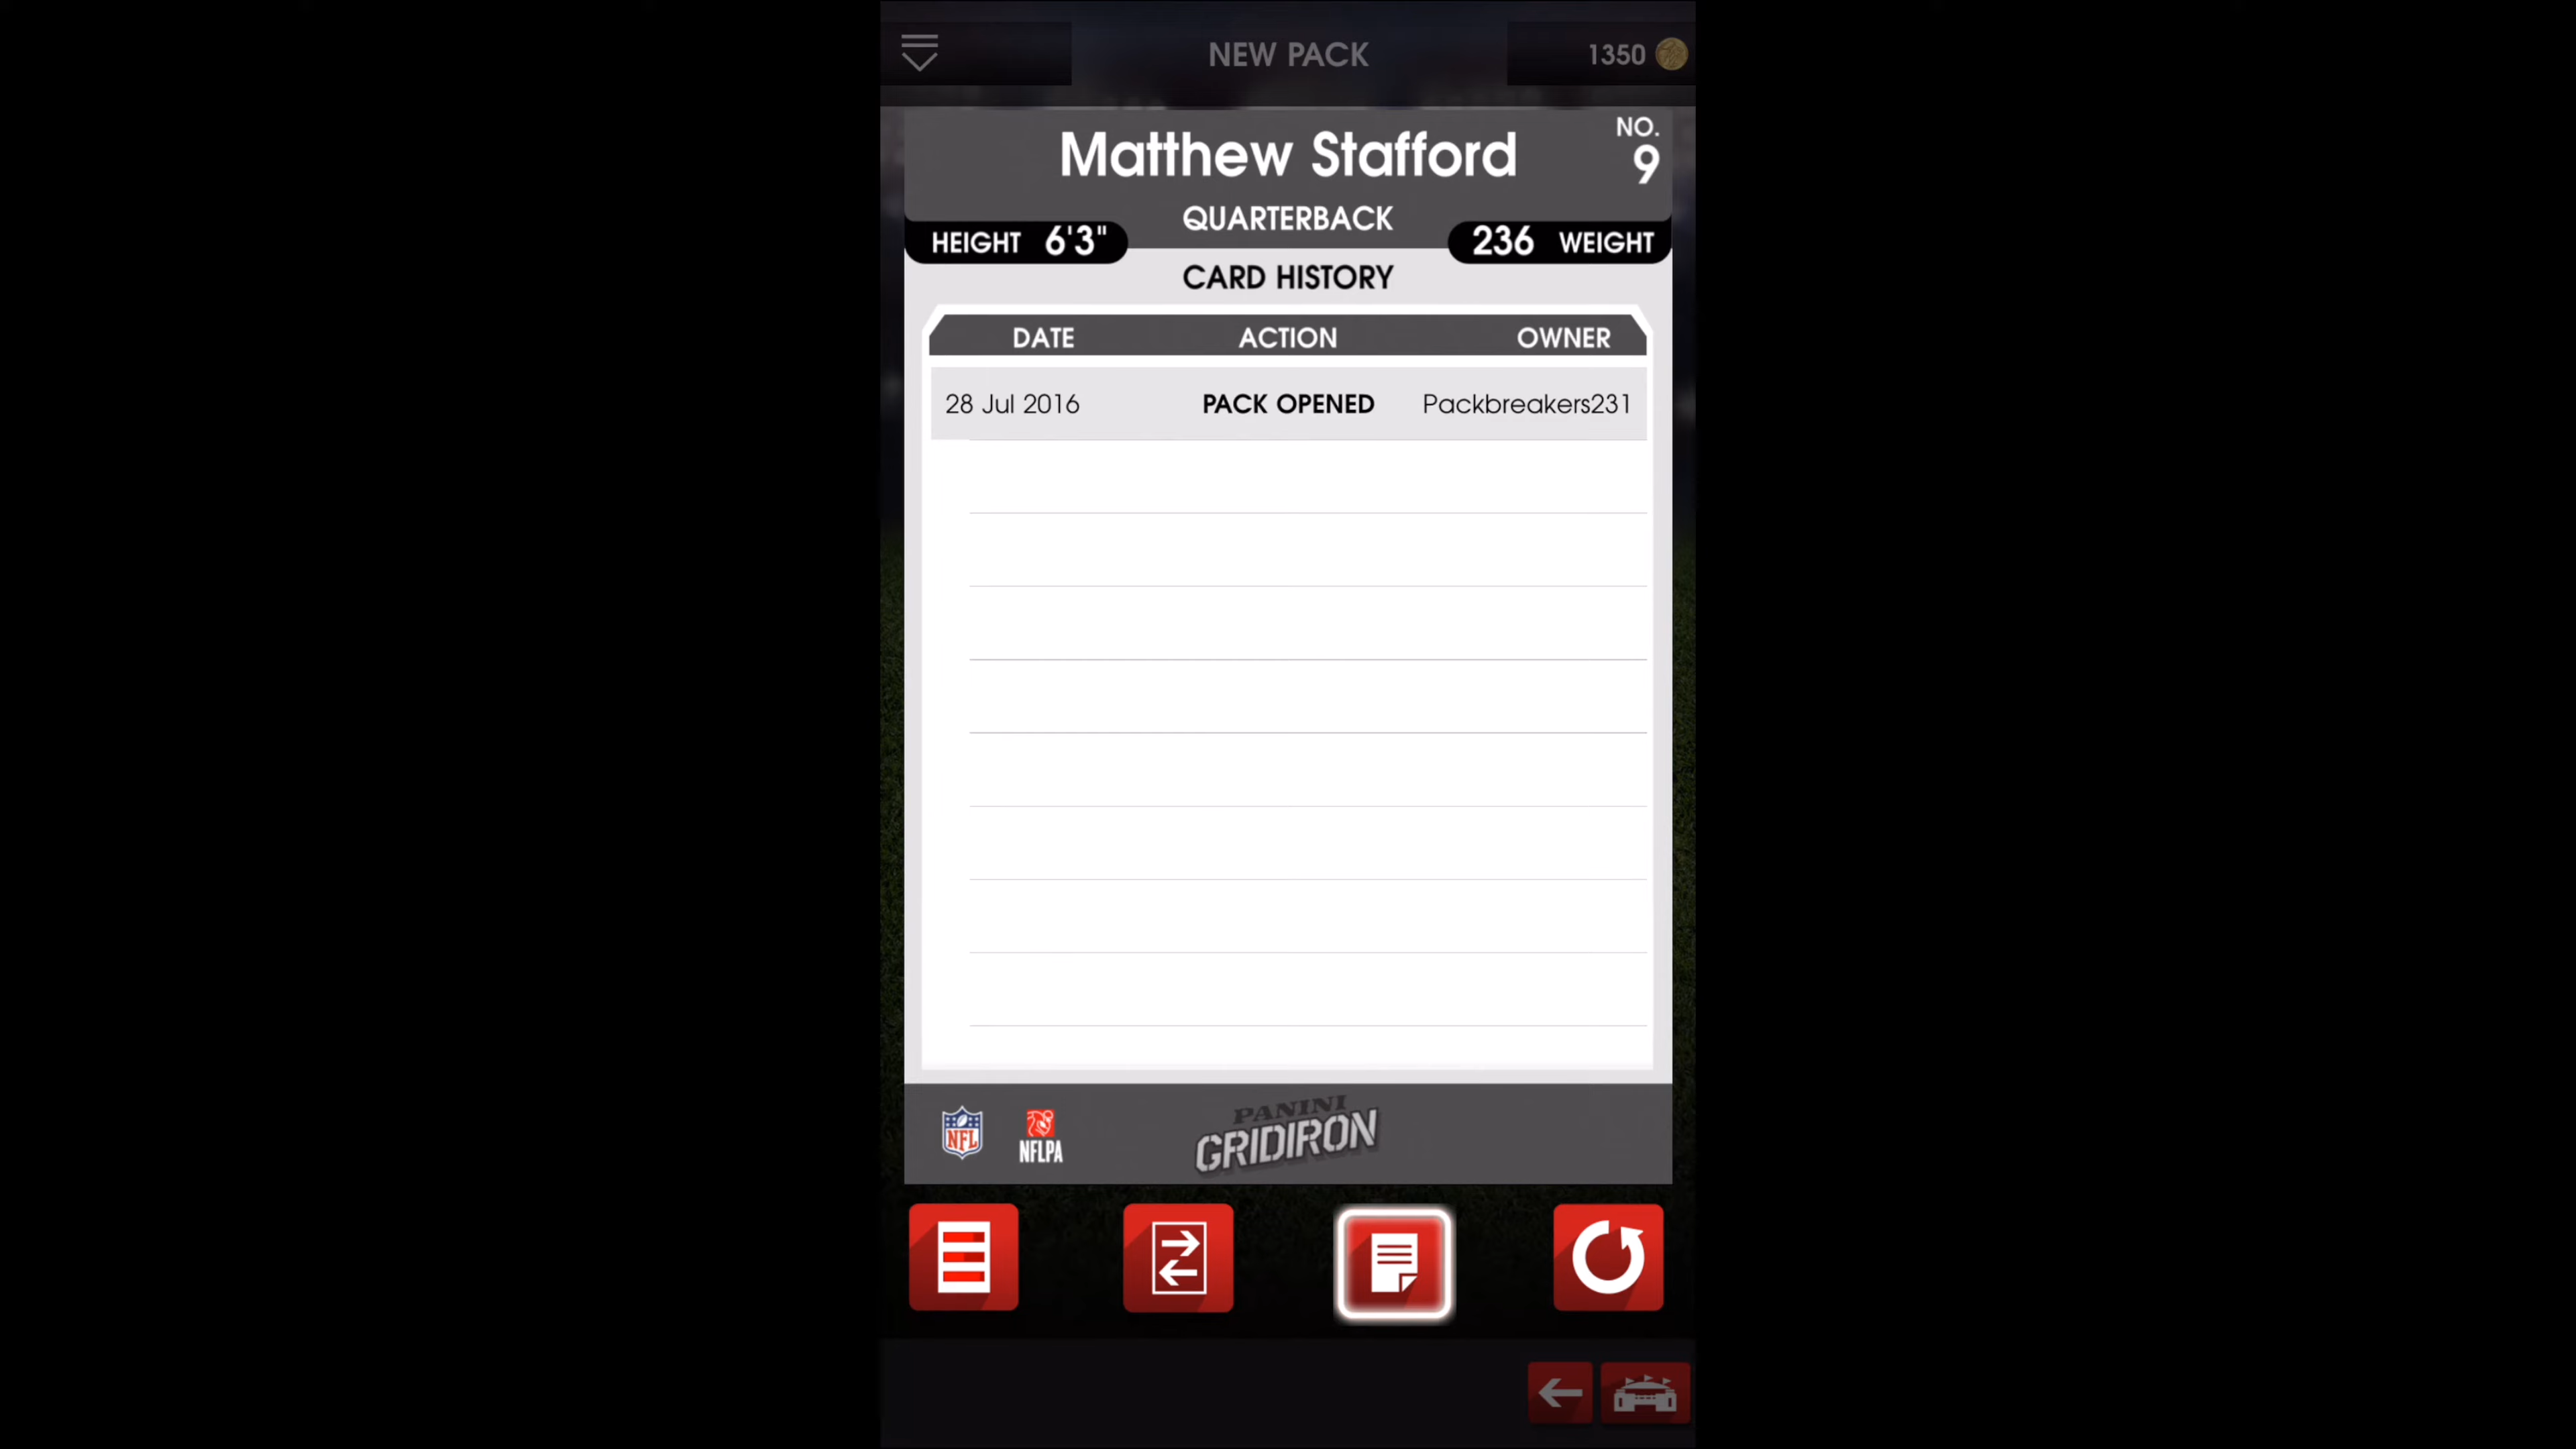 NEW PACK
1350
Matthew Stafford
NO.
9
QUARTERBACK
HEIGHT 6'3"
236 WEIGHT
CARD HISTORY
DATE ACTION OWNER
28 Jul 2016 PACK OPENED Packbreakers231
NFL
NFLPA
PANINI
GRIDIRON